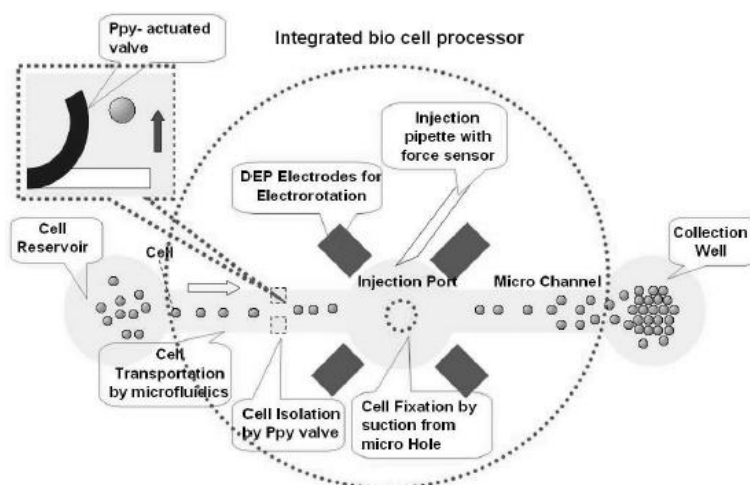 Ppy- actuated
valve
Integrated bio cell processor
Injection
pipette with
force sensor
DEP Electrodes for
Electrorotation
Cell
Reservoir
Cell
Collection
Well
Injection Port
Micro Channel
Cell
Transportation
by microfluidics
Cell Isolation
by Ppy valve
Cell Fixation by
suction from
micro Hole